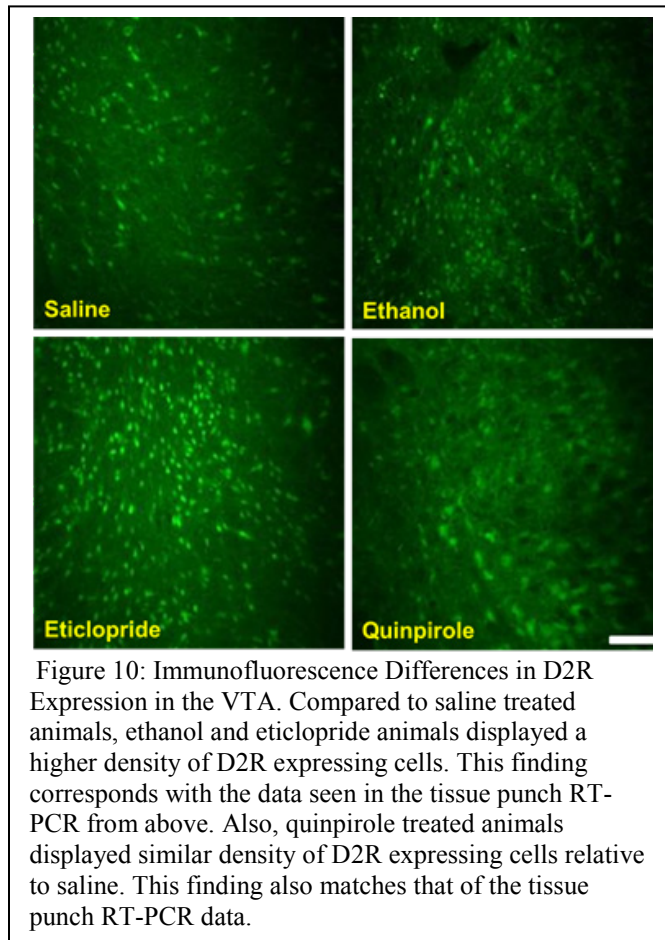 Saline
Ethanol
Eticlopride
Quinpirole
Figure 10: Immunofluorescence Differences in D2R
Expression in the VTA. Compared to saline treated
animals, ethanol and eticlopride animals displayed a
higher density of D2R expressing cells. This finding
corresponds with the data seen in the tissue punch RT-
PCR from above. Also, quinpirole treated animals
displayed similar density of D2R expressing cells relative
to saline. This finding also matches that of the tissue
punch RT-PCR data.